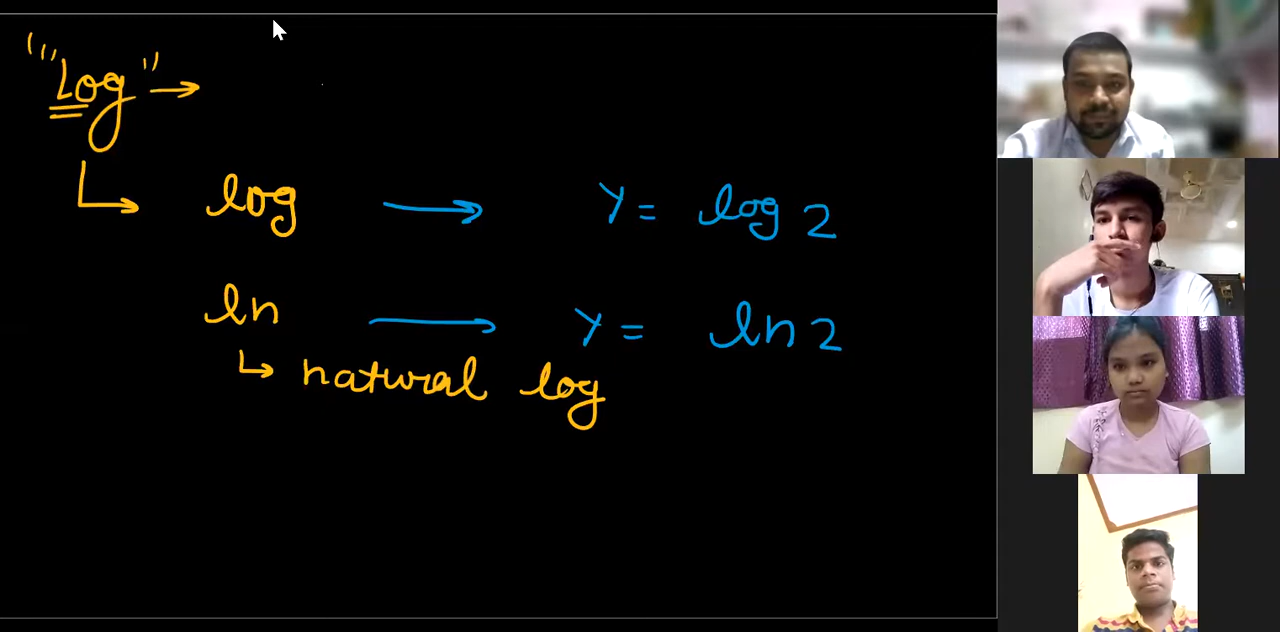 "Log" →
↳ log → y = log 2
ln → y = ln 2
↳ natural log